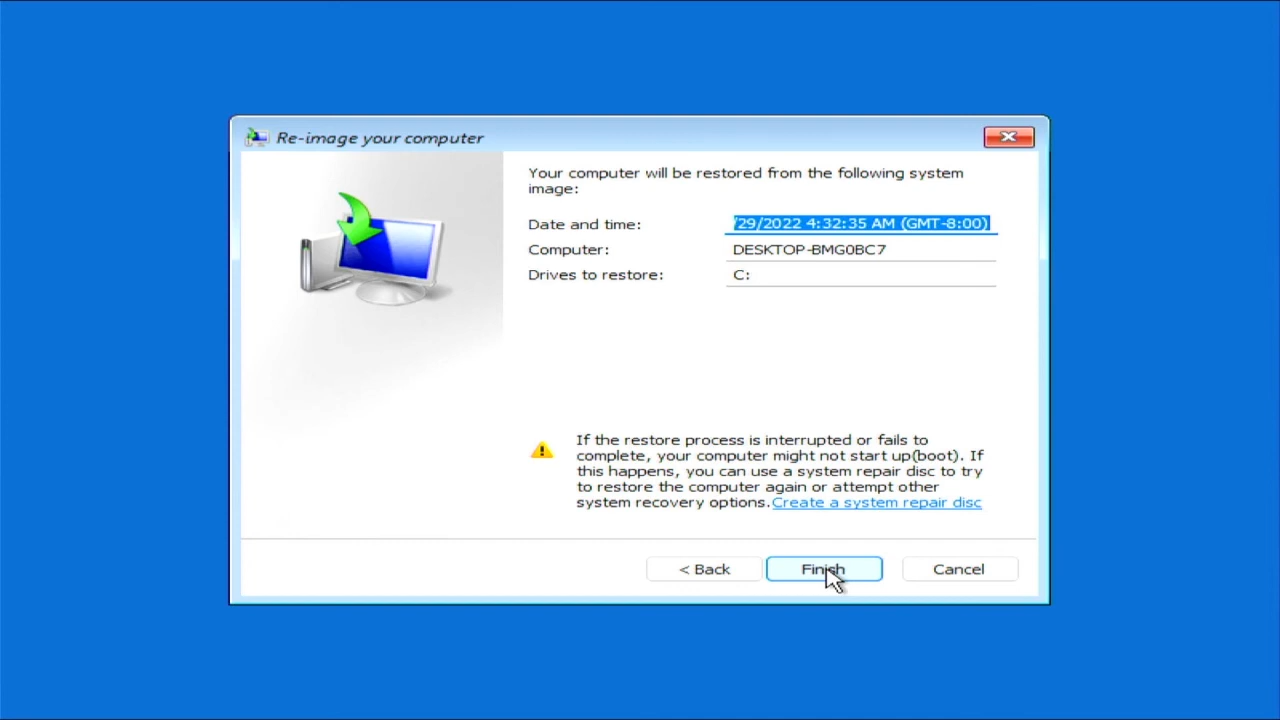 Re-image your computer
Your computer will be restored from the following system
image:
Date and time: /29/2022 4:32:35 AM (GMT-8:00)
Computer: DESKTOP-BMG0BC7
Drives to restore: C:
If the restore process is interrupted or fails to
complete, your computer might not start up(boot). If
this happens, you can use a system repair disc to try
to restore the computer again or attempt other
system recovery options.Create a system repair disc
< Back Finish Cancel